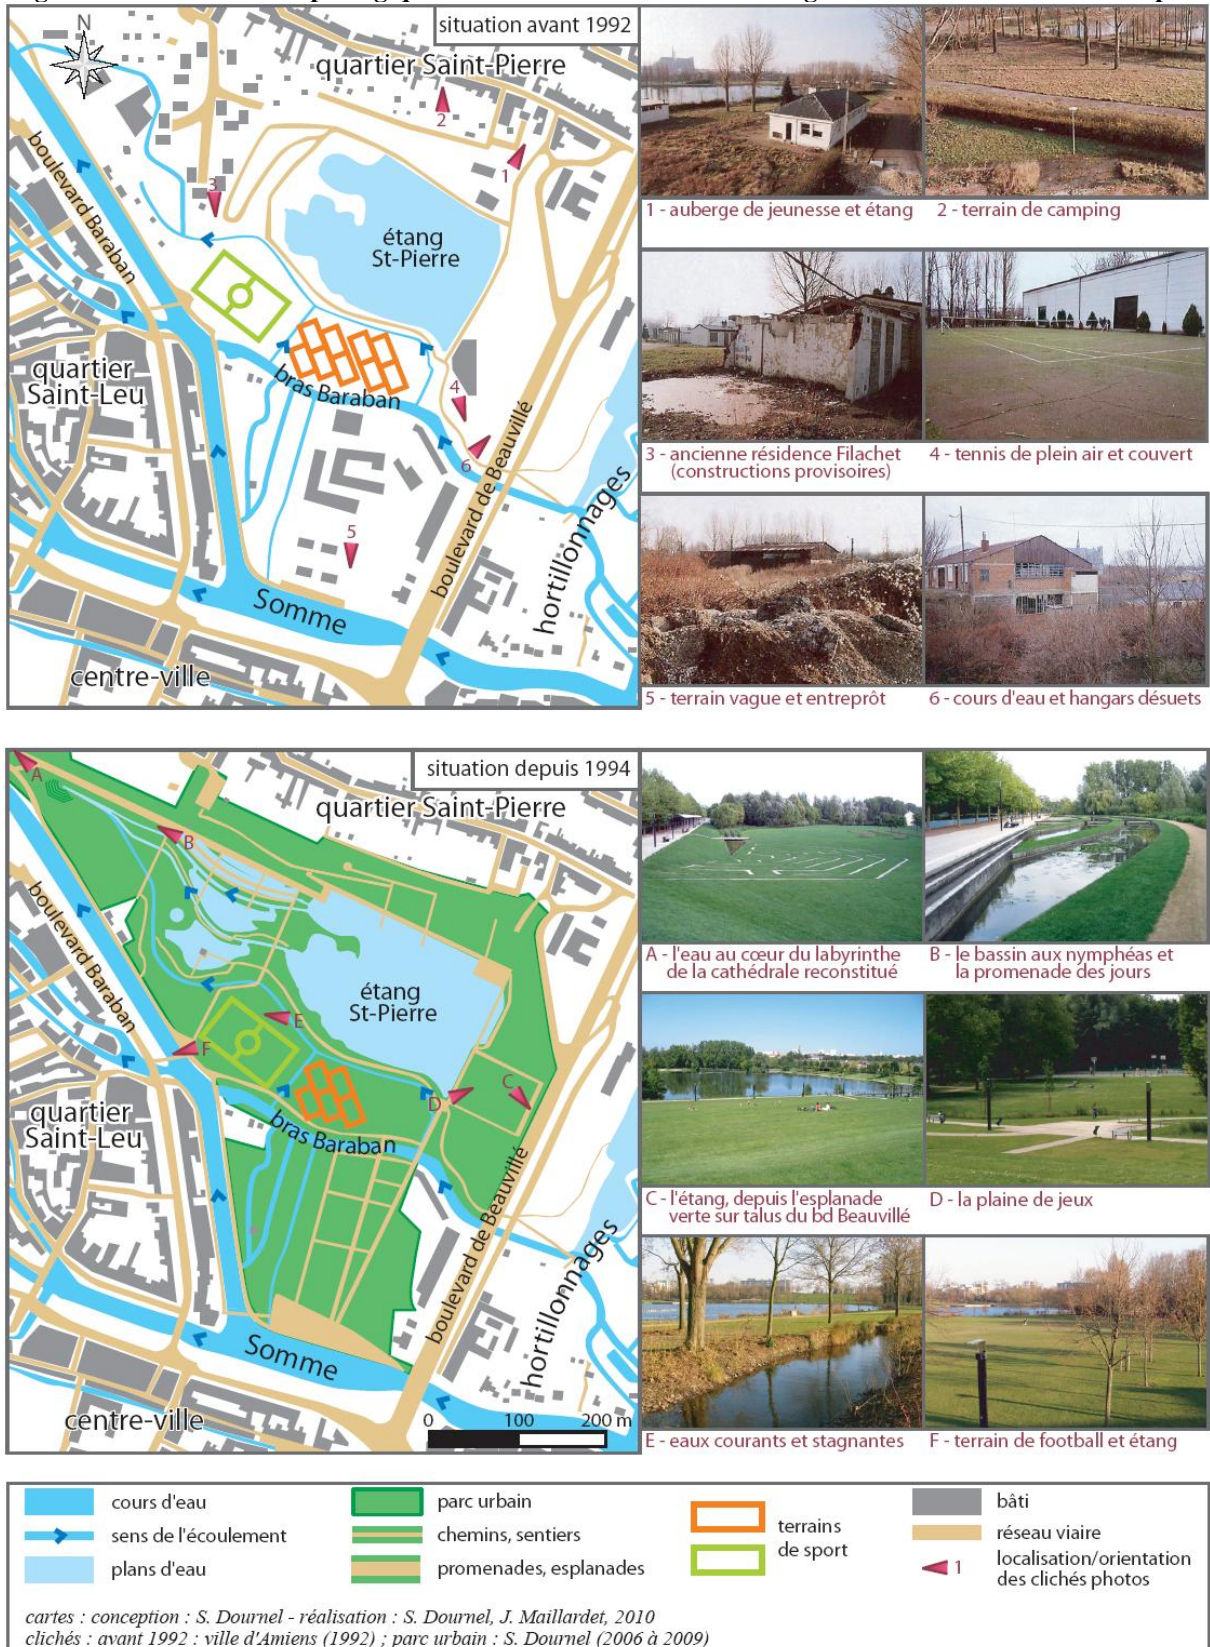 situation avant 1992
N
quartier Saint-Pierre
2
1
3
boulevard Baraban
étang
St-Pierre
quartier
Saint-Leu
bras Baraban
4
6
5
boulevard de Beauvillé
hortillonnages
Somme
centre-ville
1 - auberge de jeunesse et étang
2 - terrain de camping
3 - ancienne résidence Filachet
(constructions provisoires)
4 - tennis de plein air et couvert
5 - terrain vague et entreprôt
6 - cours d'eau et hangars désuets
situation depuis 1994
A
quartier Saint-Pierre
B
boulevard Baraban
étang
St-Pierre
E
F
C
D
quartier
Saint-Leu
bras Baraban
boulevard de Beauvillé
hortillonnages
Somme
centre-ville
0 100 200 m
A - l'eau au cœur du labyrinthe
de la cathédrale reconstitué
B - le bassin aux nymphéas et
la promenade des jours
C - l'étang, depuis l'esplanade
verte sur talus du bd Beauvillé
D - la plaine de jeux
E - eaux courants et stagnantes
F - terrain de football et étang
cours d'eau
sens de l'écoulement
plans d'eau
parc urbain
chemins, sentiers
promenades, esplanades
terrains
de sport
bâti
réseau viaire
1
localisation/orientation
des clichés photos
cartes : conception : S. Dournel - réalisation : S. Dournel, J. Maillardet, 2010
clichés : avant 1992 : ville d'Amiens (1992) ; parc urbain : S. Dournel (2006 à 2009)